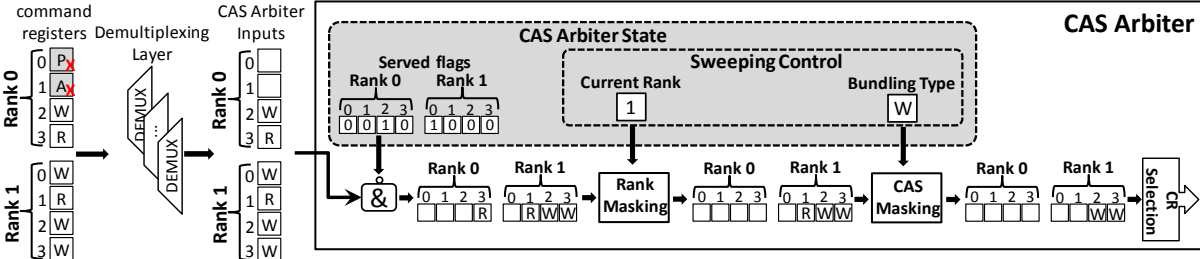 command registers
Rank 0
0 P x
1 A x
2 W
3 R
Rank 1
0 W
1 R
2 W
3 W
Demultiplexing Layer
DEMUX
...
DEMUX
CAS Arbiter Inputs
Rank 0
0
1
2 W
3 R
Rank 1
0 W
1 R
2 W
3 W
CAS Arbiter
CAS Arbiter State
Served flags
Rank 0 Rank 1
0 1 2 3 0 1 2 3
0 0 1 0 1 0 0 0
Sweeping Control
Current Rank
1
Bundling Type
W
&
Rank 0 Rank 1
0 1 2 3 0 1 2 3
R R W W
Rank Masking
Rank 0 Rank 1
0 1 2 3 0 1 2 3
R W W
CAS Masking
Rank 0 Rank 1
0 1 2 3 0 1 2 3
W W
CR Selection